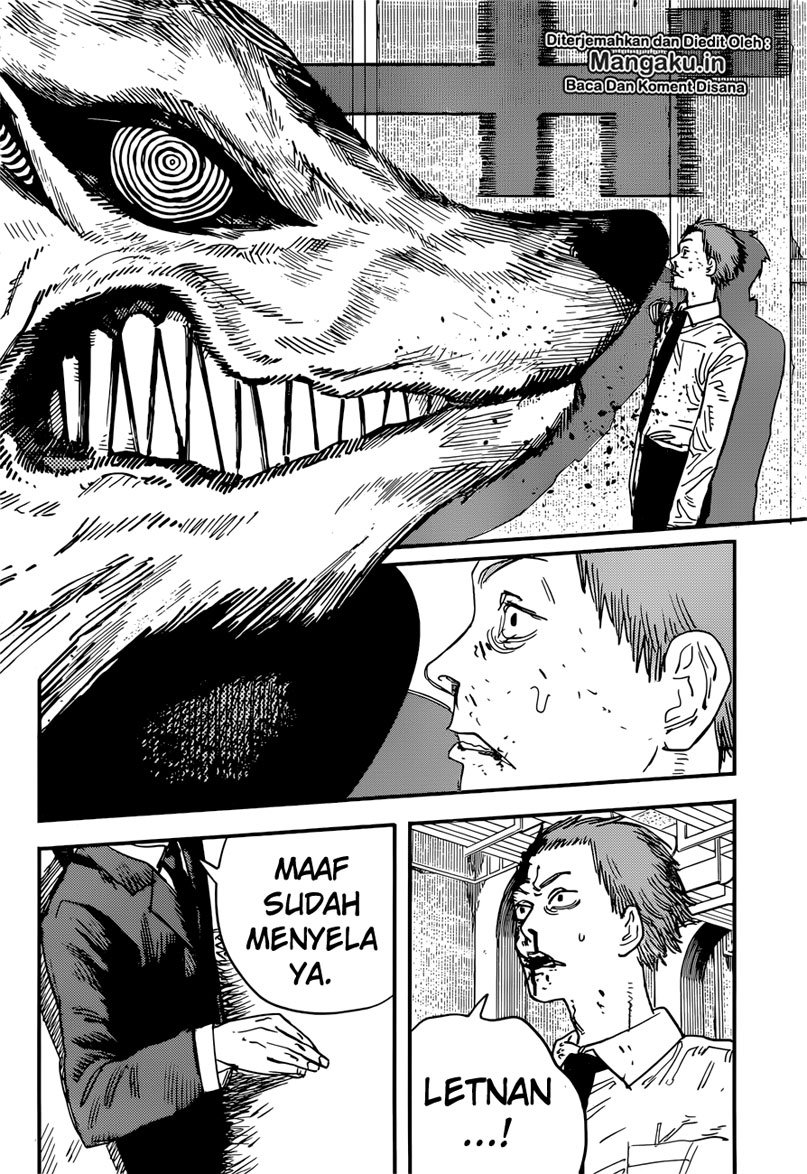 Diterjemahkan dan Diedit Oleh :
Mangaku.in
Baca Dan Koment Disana
MAAF
SUDAH
MENYELA
YA.
LETNAN
...!